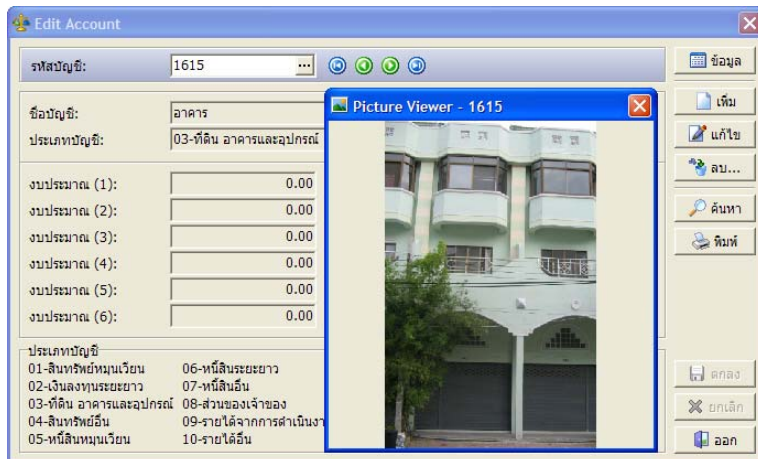 Edit Account
รหัสบัญชี: 1615 ...
ข้อมูล
ชื่อบัญชี: อาคาร
ประเภทบัญชี: 03-ที่ดิน อาคารและอุปกรณ์
Picture Viewer - 1615
เพิ่ม
แก้ไข
ลบ...
ค้นหา
พิมพ์
งบประมาณ (1): 0.00
งบประมาณ (2): 0.00
งบประมาณ (3): 0.00
งบประมาณ (4): 0.00
งบประมาณ (5): 0.00
งบประมาณ (6): 0.00
ประเภทบัญชี
01-สินทรัพย์หมุนเวียน 06-หนี้สินระยะยาว
02-เงินลงทุนระยะยาว 07-หนี้สินอื่น
03-ที่ดิน อาคารและอุปกรณ์ 08-ส่วนของเจ้าของ
04-สินทรัพย์อื่น 09-รายได้จากการดำเนินงา
05-หนี้สินหมุนเวียน 10-รายได้อื่น
ตกลง
ยกเลิก
ออก